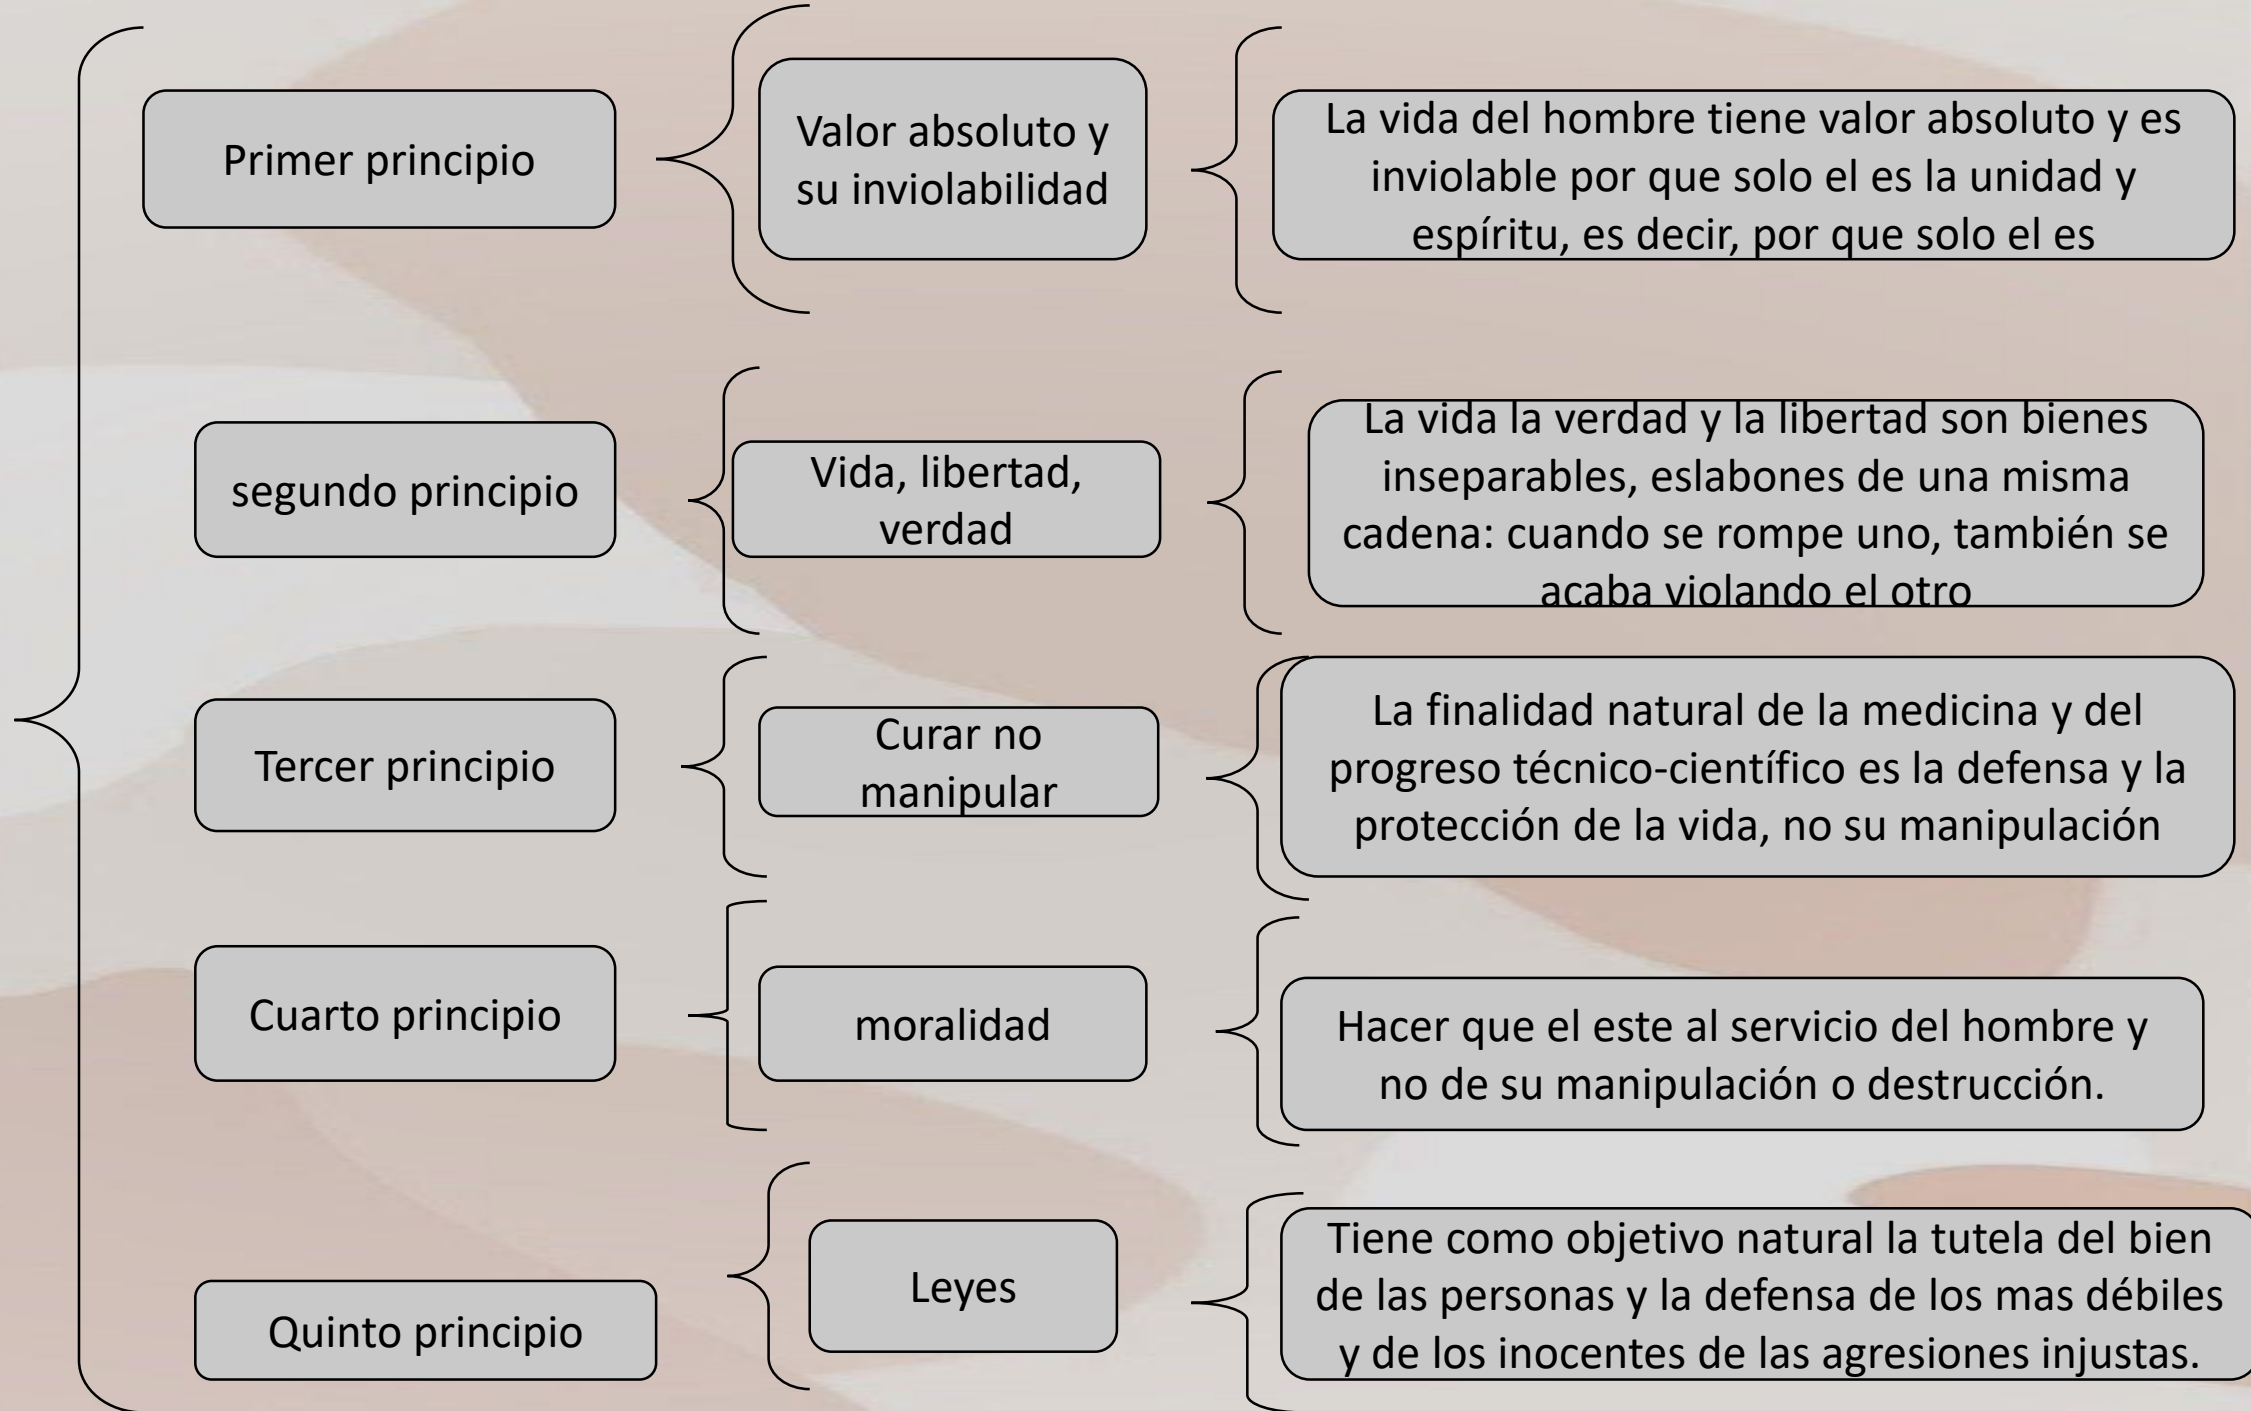 Primer principio
Valor absoluto y
su inviolabilidad
La vida del hombre tiene valor absoluto y es
inviolable por que solo el es la unidad y
espíritu, es decir, por que solo el es
segundo principio
Vida, libertad,
verdad
La vida la verdad y la libertad son bienes
inseparables, eslabones de una misma
cadena: cuando se rompe uno, también se
acaba violando el otro
Tercer principio
Curar no
manipular
La finalidad natural de la medicina y del
progreso técnico-científico es la defensa y la
protección de la vida, no su manipulación
Cuarto principio
moralidad
Hacer que el este al servicio del hombre y
no de su manipulación o destrucción.
Quinto principio
Leyes
Tiene como objetivo natural la tutela del bien
de las personas y la defensa de los mas débiles
y de los inocentes de las agresiones injustas.